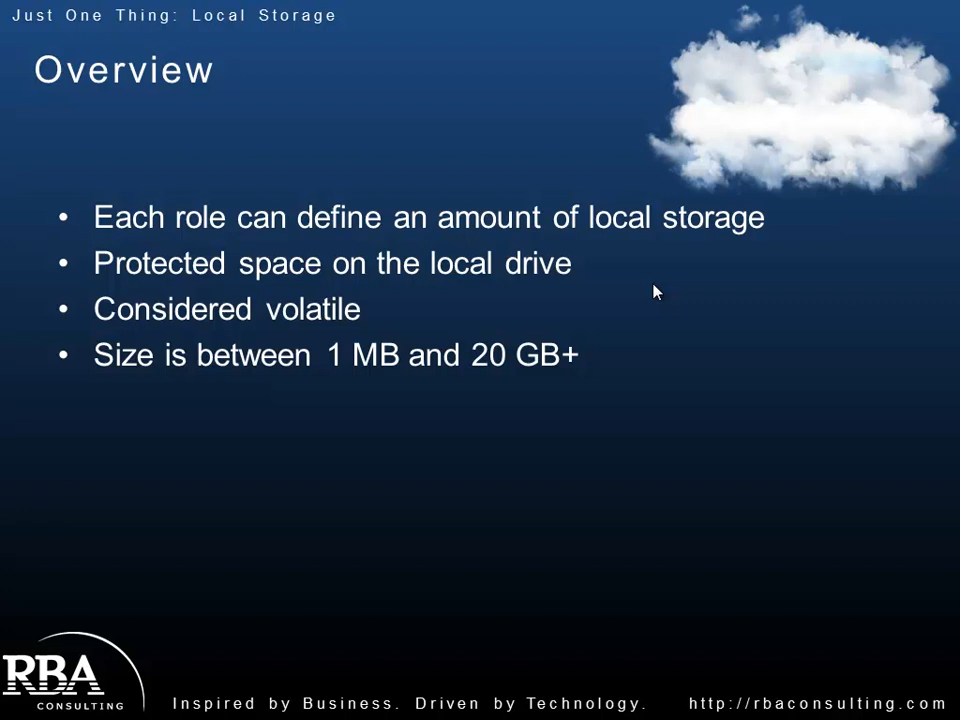 Just One Thing: Local Storage
Overview
• Each role can define an amount of local storage
• Protected space on the local drive
• Considered volatile
• Size is between 1 MB and 20 GB+
RBA
CONSULTING
Inspired by Business. Driven by Technology. http://rbaconsulting.com